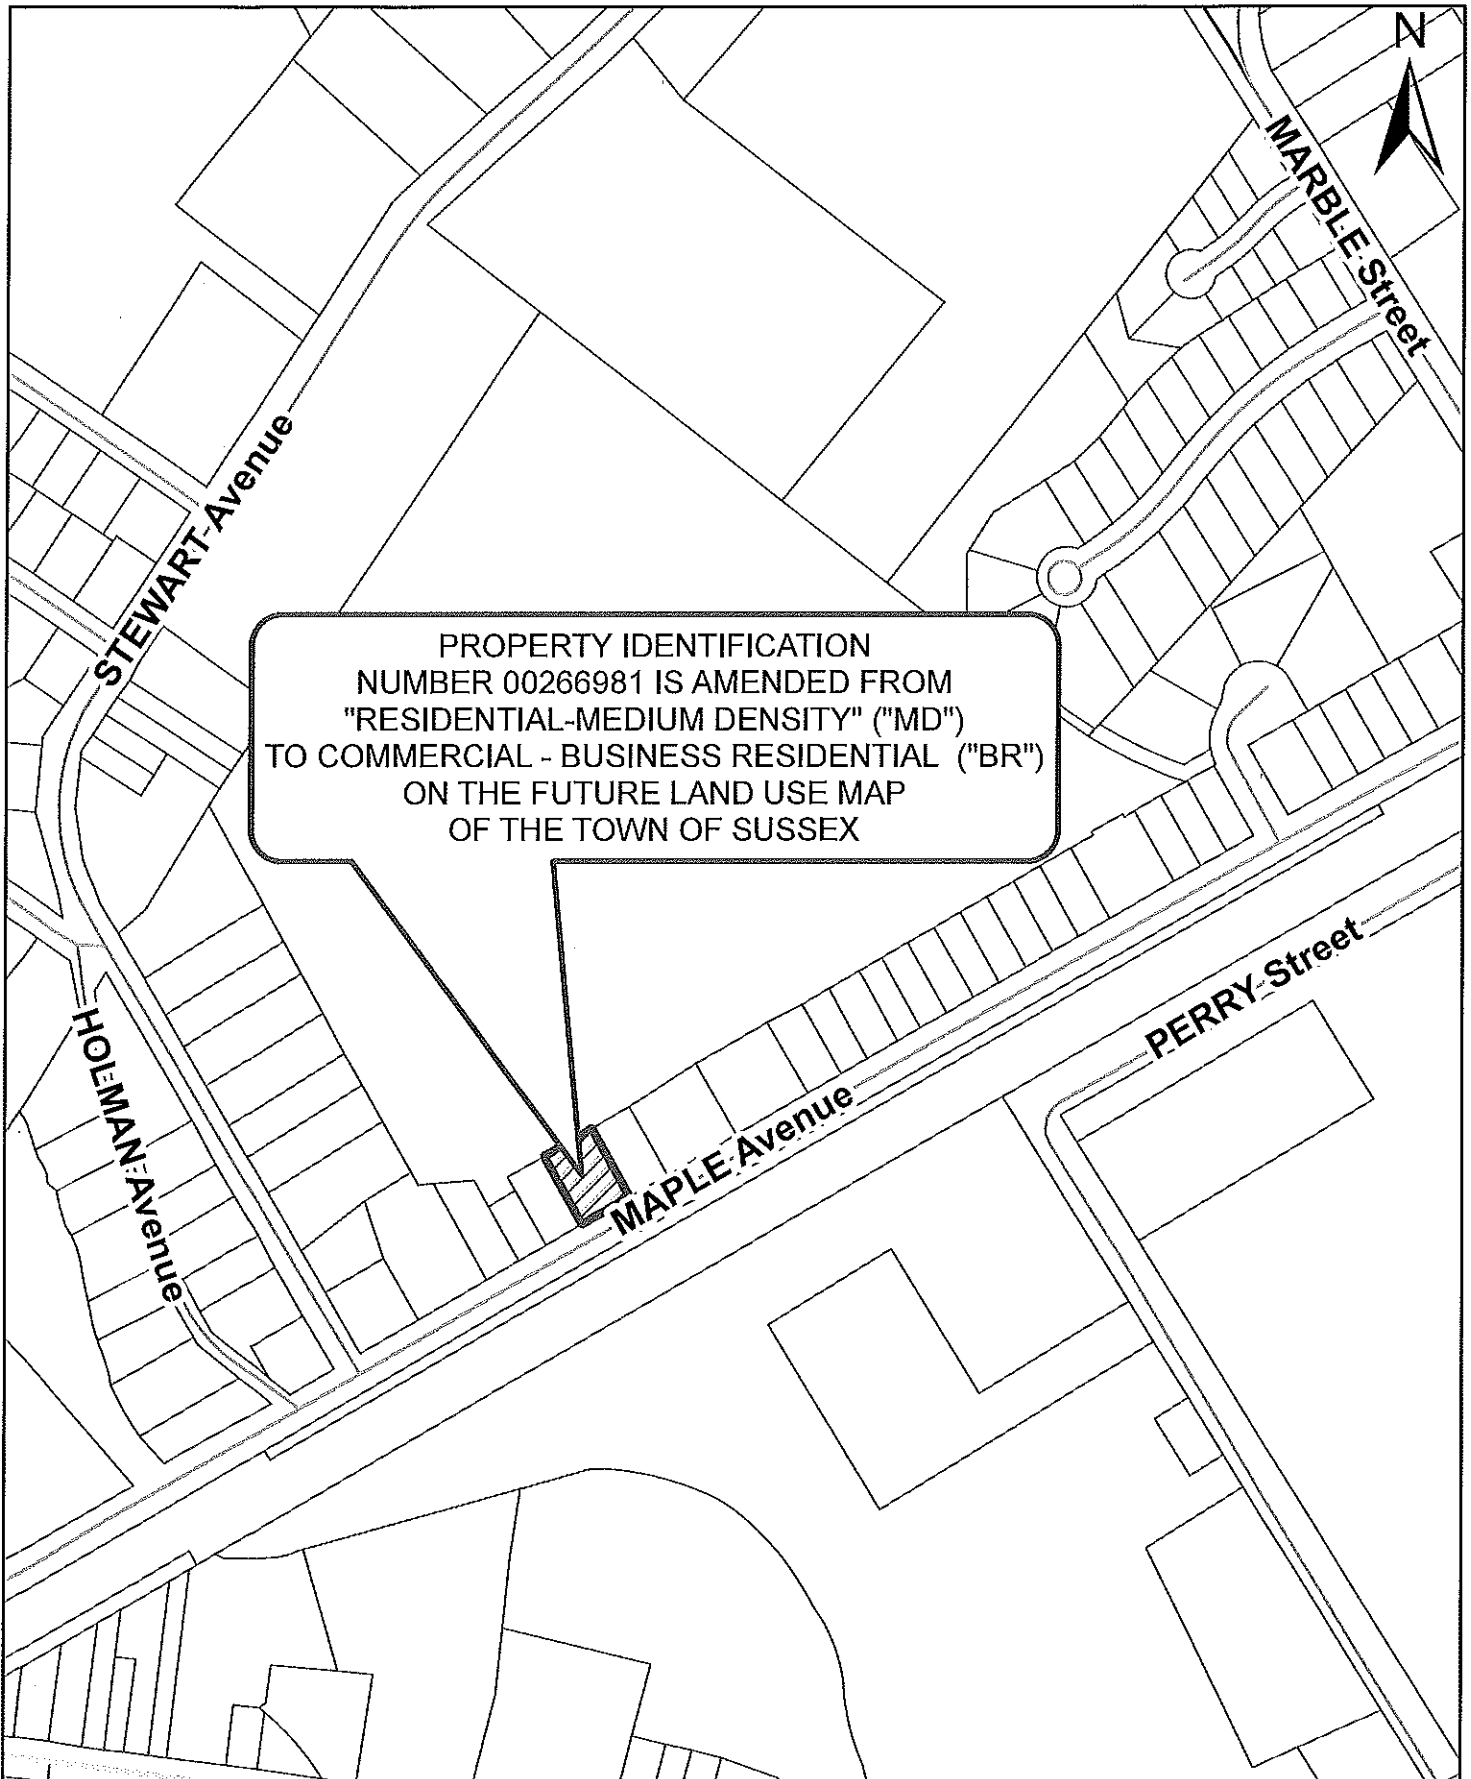 N
MARBLE Street
STEWART Avenue
PROPERTY IDENTIFICATION
NUMBER 00266981 IS AMENDED FROM
"RESIDENTIAL-MEDIUM DENSITY" ("MD")
TO COMMERCIAL - BUSINESS RESIDENTIAL ("BR")
ON THE FUTURE LAND USE MAP
OF THE TOWN OF SUSSEX
PERRY Street
HOLMAN Avenue
MAPLE Avenue